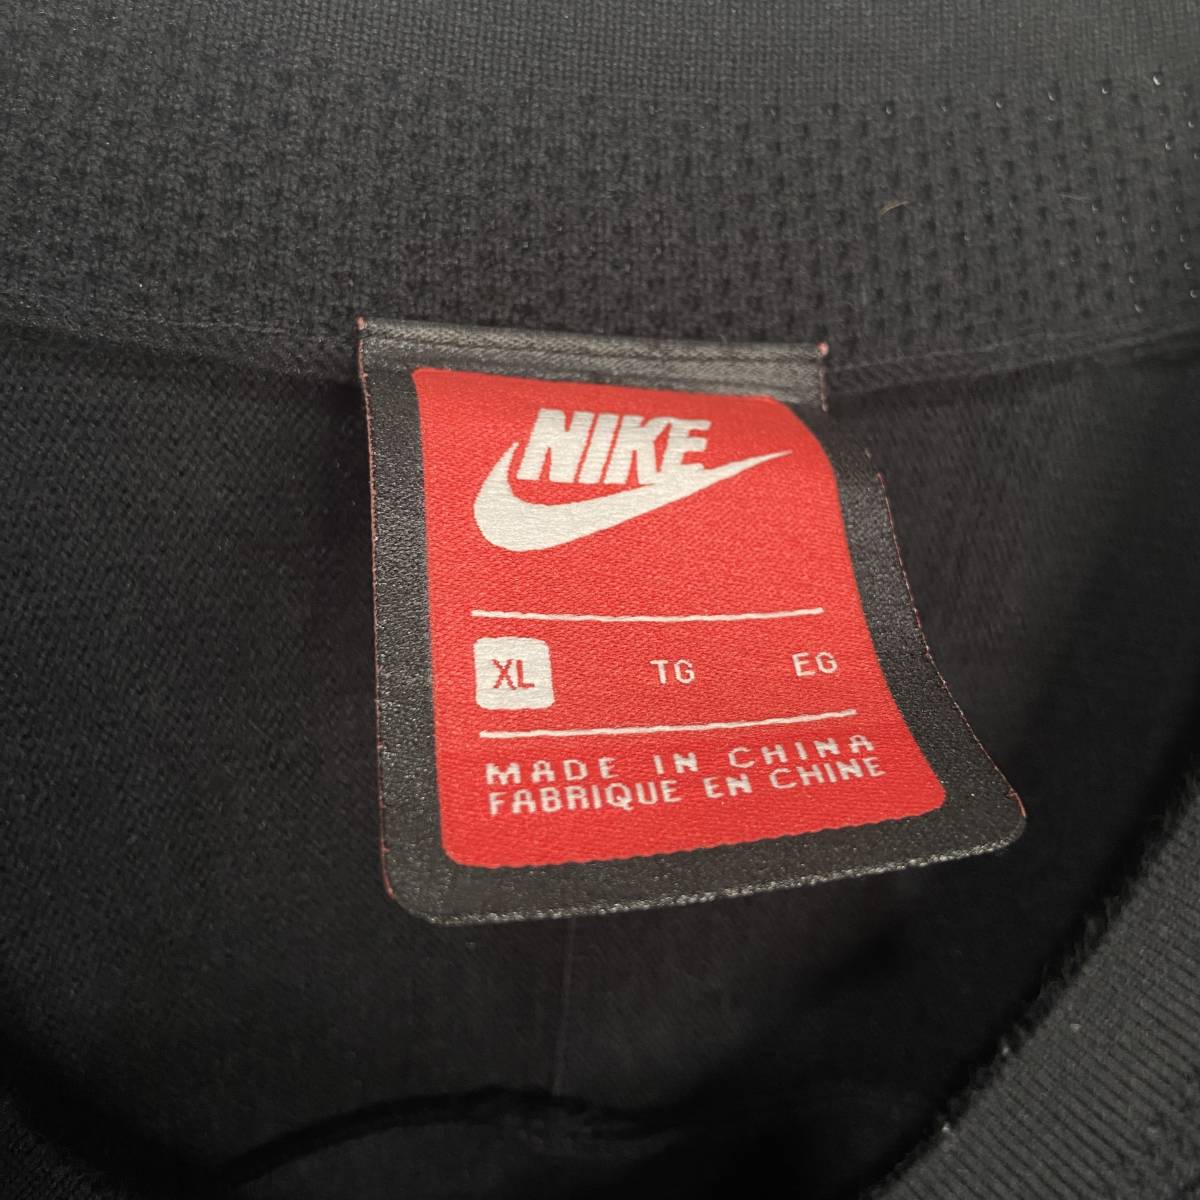 NIKE
XL TG EG
MADE IN CHINA
FABRIQUE EN CHINE